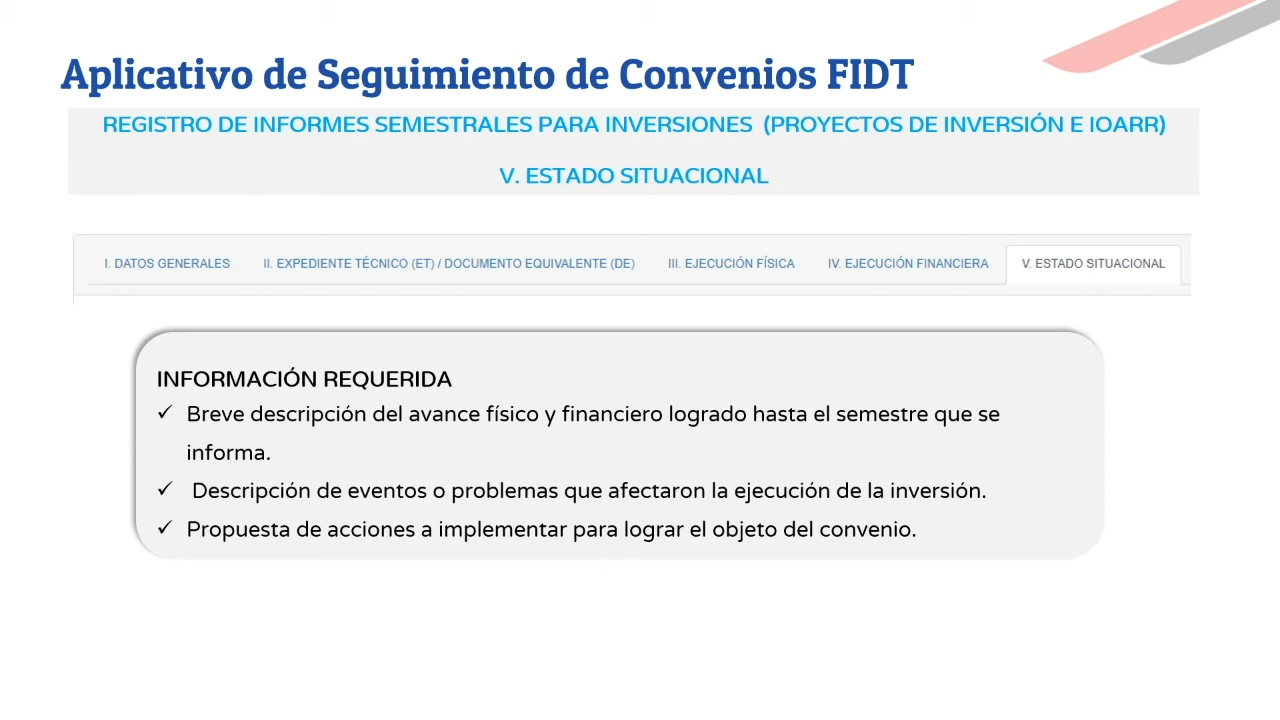 Aplicativo de Seguimiento de Convenios FIDT
REGISTRO DE INFORMES SEMESTRALES PARA INVERSIONES (PROYECTOS DE INVERSIÓN E IOARR)
V. ESTADO SITUACIONAL
I. DATOS GENERALES II. EXPEDIENTE TÉCNICO (ET) / DOCUMENTO EQUIVALENTE (DE) III. EJECUCIÓN FÍSICA IV. EJECUCIÓN FINANCIERA V. ESTADO SITUACIONAL
INFORMACIÓN REQUERIDA
✓ Breve descripción del avance físico y financiero logrado hasta el semestre que se
informa.
✓ Descripción de eventos o problemas que afectaron la ejecución de la inversión.
✓ Propuesta de acciones a implementar para lograr el objeto del convenio.